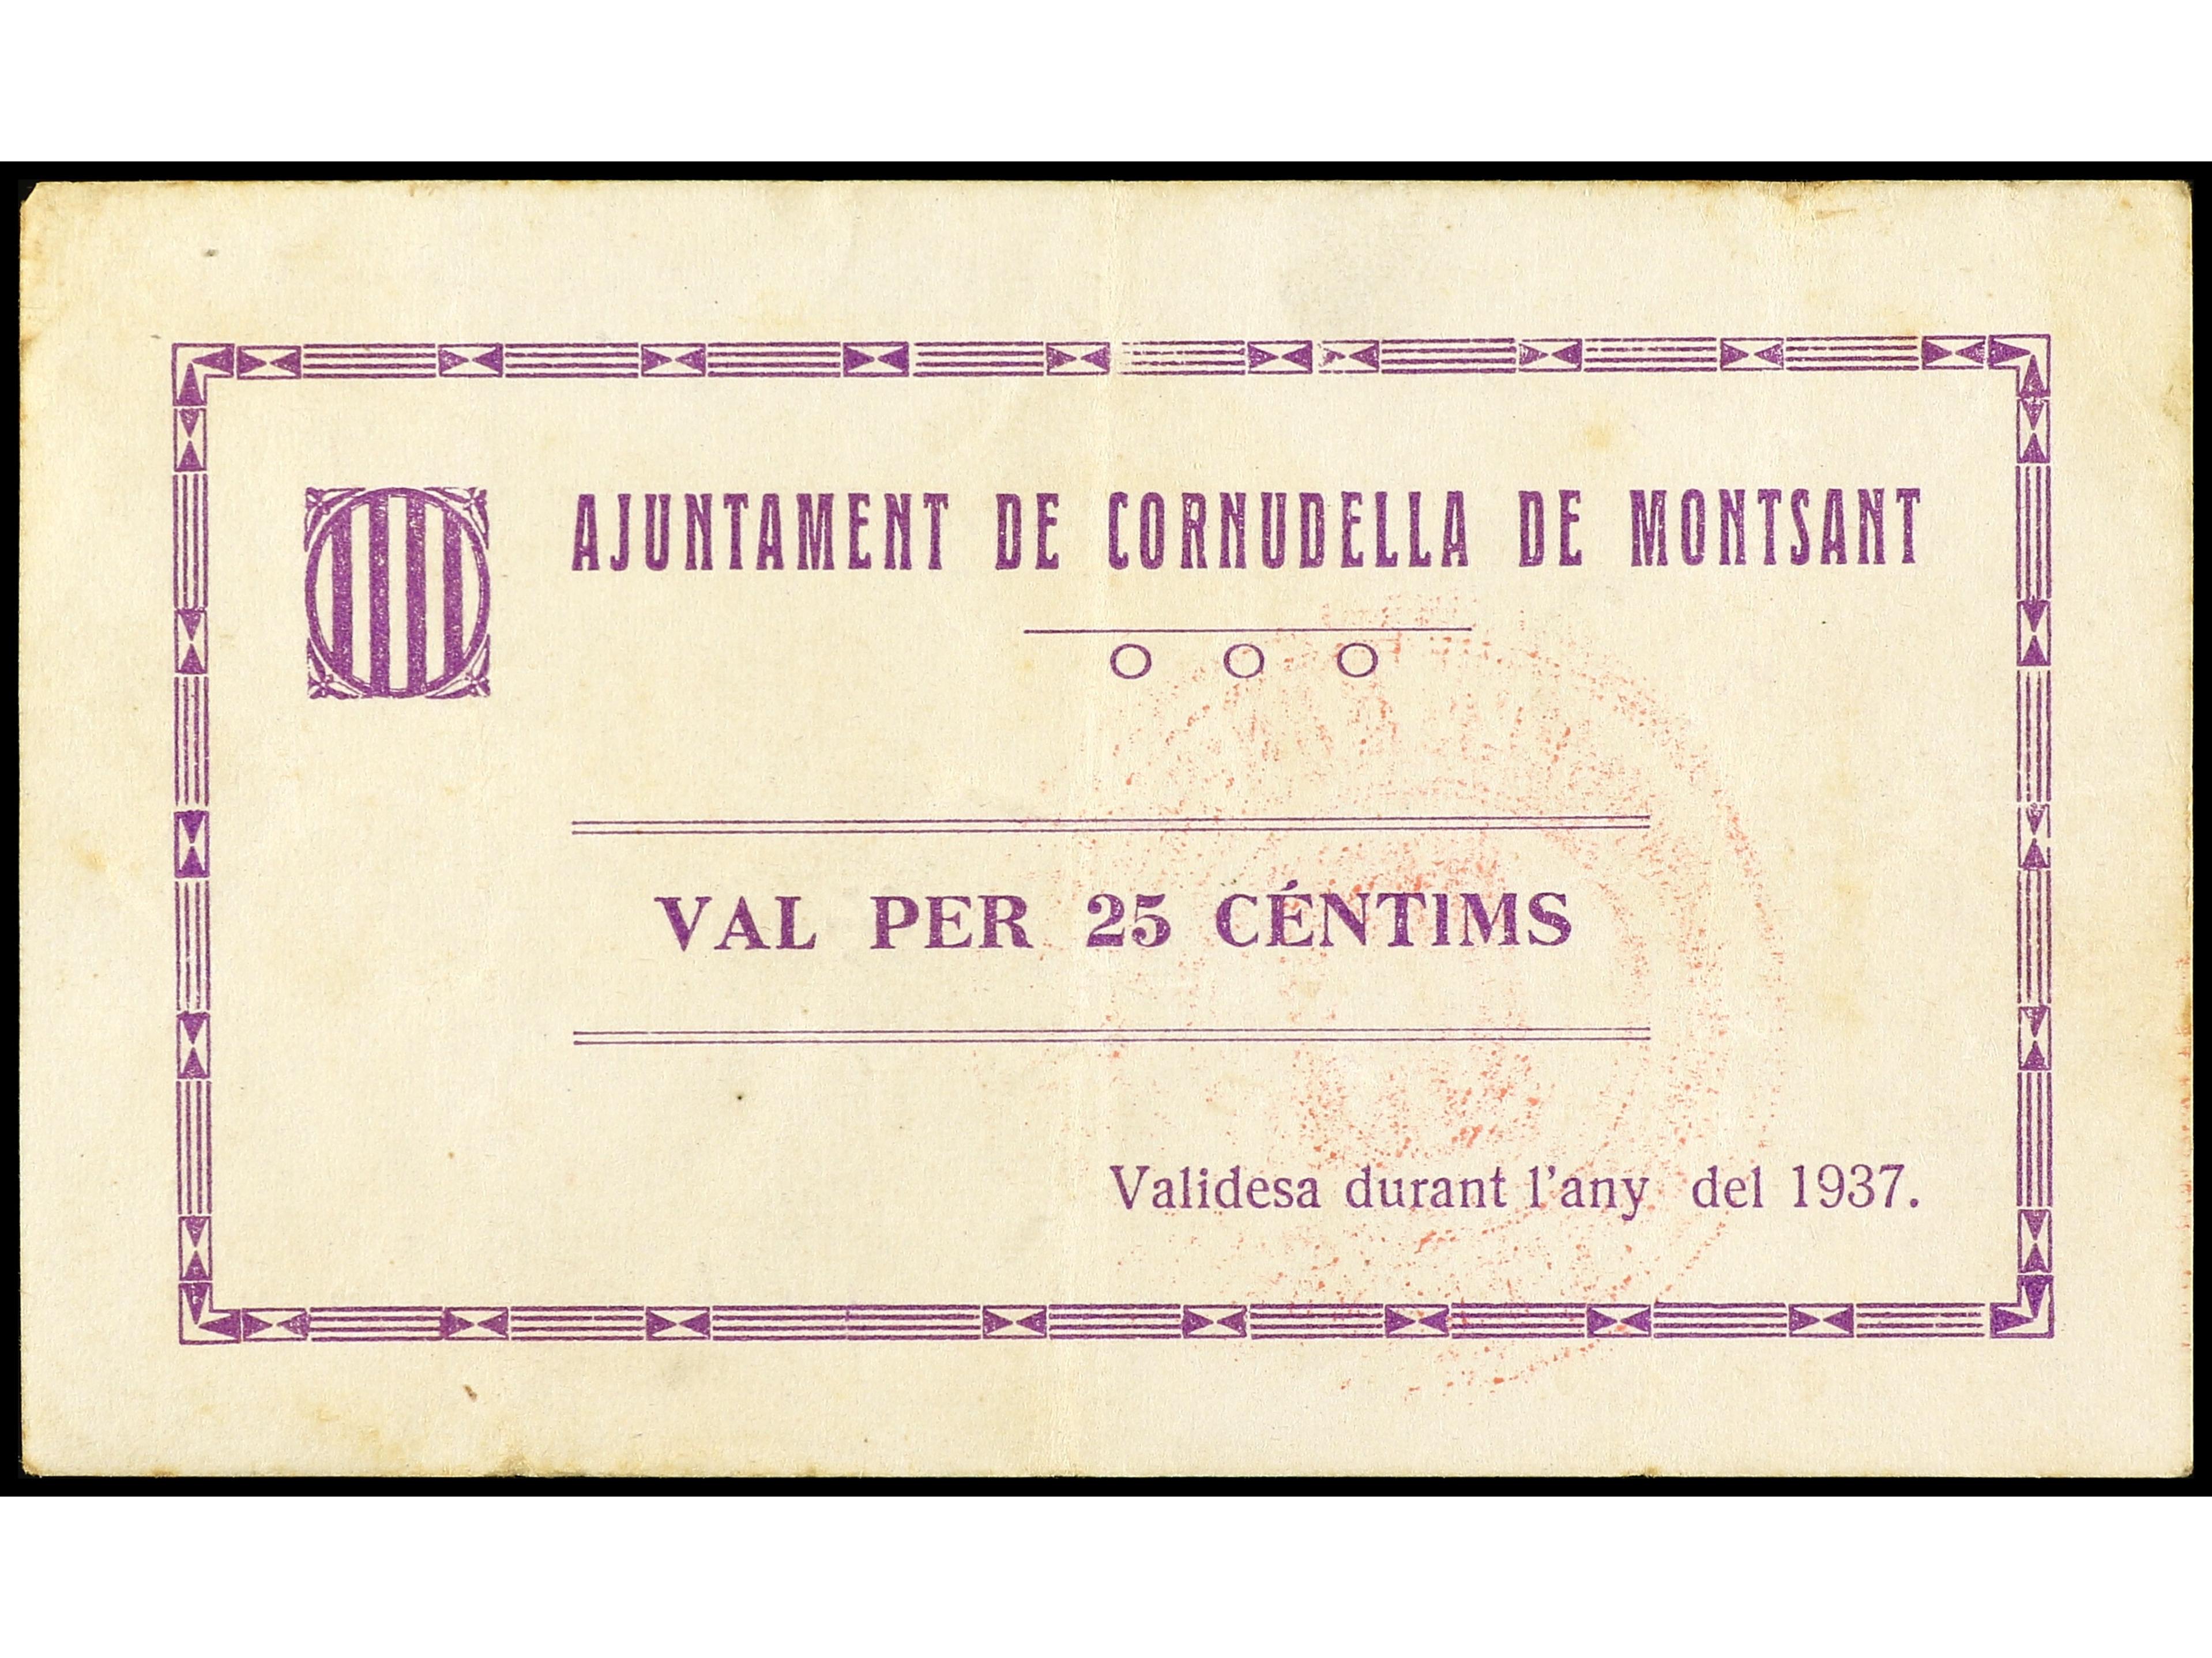 AJUNTAMENT DE CORNUDELLA DE MONTSANT
VAL PER 25 CÉNTIMS
Validesa durant l'any del 1937.